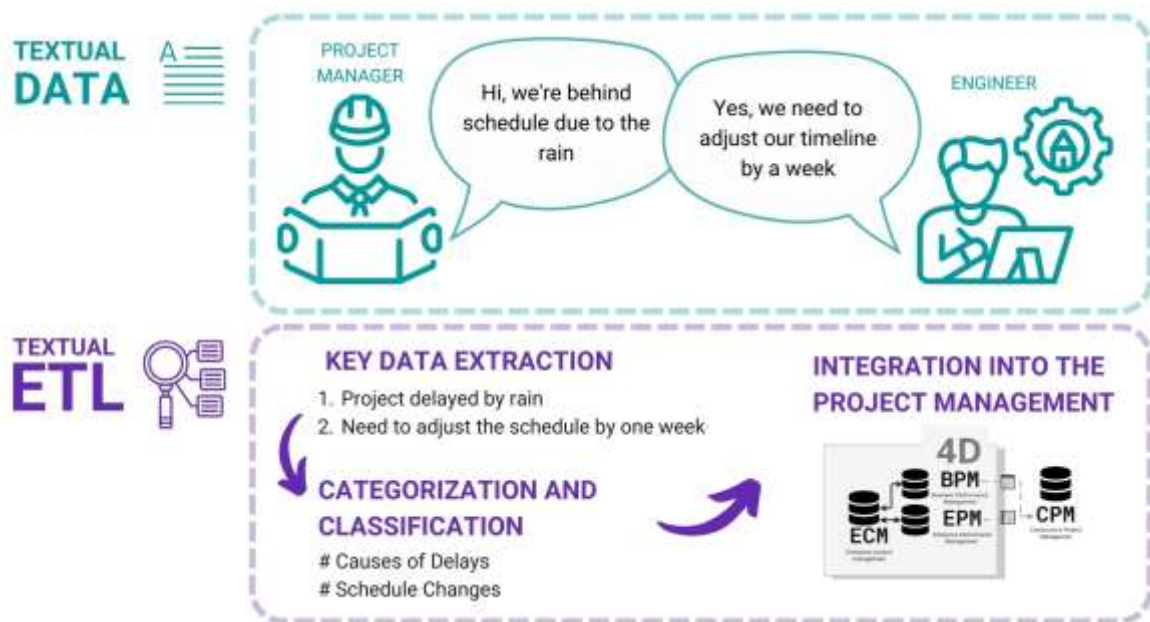 TEXTUAL
DATA
A
PROJECT
MANAGER
Hi, we're behind
schedule due to the
rain
Yes, we need to
adjust our timeline
by a week
ENGINEER
TEXTUAL
ETL
KEY DATA EXTRACTION
1. Project delayed by rain
2. Need to adjust the schedule by one week
CATEGORIZATION AND
CLASSIFICATION
# Causes of Delays
# Schedule Changes
INTEGRATION INTO THE
PROJECT MANAGEMENT
4D
BPM
EPM
ECM
CPM